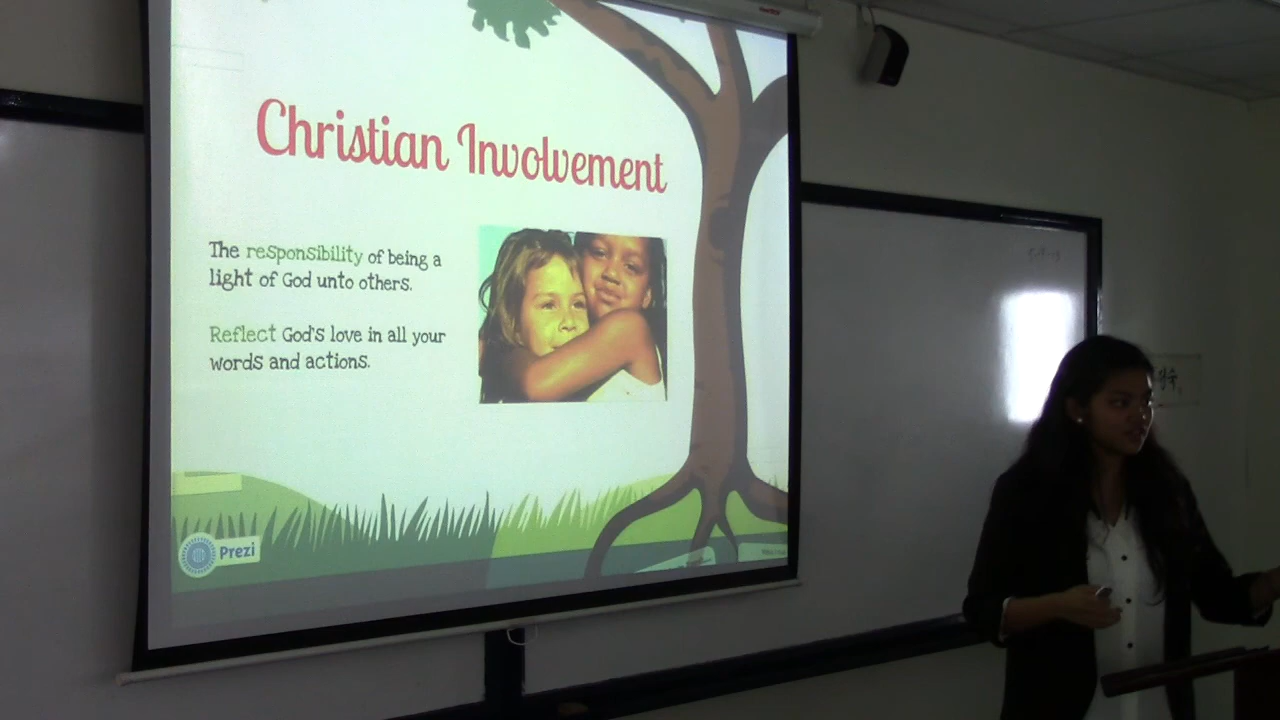 Christian Involvement
The responsibility of being a
light of God unto others.
Reflect God's love in all your
words and actions.
Prezi